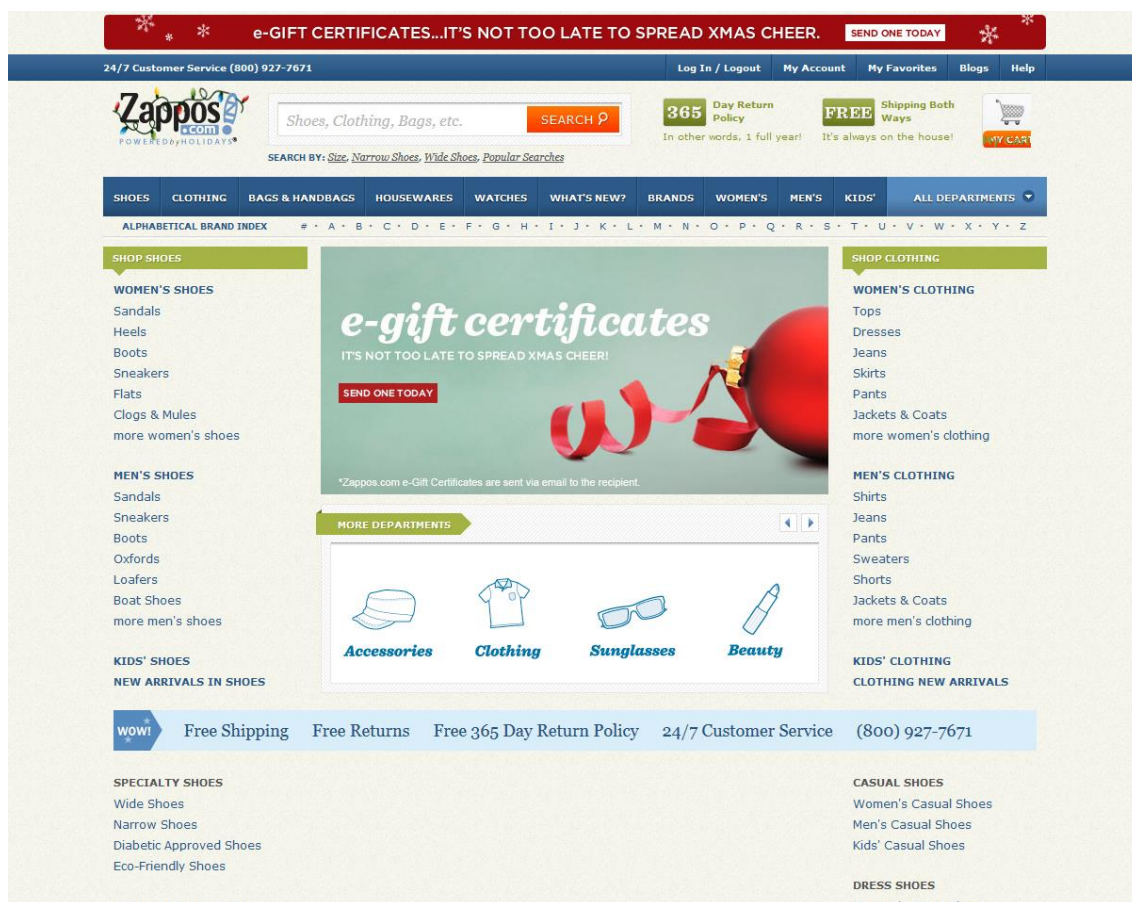 e-GIFT CERTIFICATES...IT'S NOT TOO LATE TO SPREAD XMAS CHEER. SEND ONE TODAY
24/7 Customer Service (800) 927-7671 Log In / Logout My Account My Favorites Blogs Help
Zappos .com
POWERED by HOLIDAYS®
Shoes, Clothing, Bags, etc. SEARCH
SEARCH BY: Size, Narrow Shoes, Wide Shoes, Popular Searches
365 Day Return Policy
In other words, 1 full year!
FREE Shipping Both Ways
It's always on the house!
MY CART
SHOES CLOTHING BAGS & HANDBAGS HOUSEWARES WATCHES WHAT'S NEW? BRANDS WOMEN'S MEN'S KIDS' ALL DEPARTMENTS
ALPHABETICAL BRAND INDEX # · A · B · C · D · E · F · G · H · I · J · K · L · M · N · O · P · Q · R · S · T · U · V · W · X · Y · Z
SHOP SHOES
WOMEN'S SHOES
Sandals
Heels
Boots
Sneakers
Flats
Clogs & Mules
more women's shoes
MEN'S SHOES
Sandals
Sneakers
Boots
Oxfords
Loafers
Boat Shoes
more men's shoes
KIDS' SHOES
NEW ARRIVALS IN SHOES
e-gift certificates
IT'S NOT TOO LATE TO SPREAD XMAS CHEER!
SEND ONE TODAY
*Zappos.com e-Gift Certificates are sent via email to the recipient.
MORE DEPARTMENTS
Accessories Clothing Sunglasses Beauty
SHOP CLOTHING
WOMEN'S CLOTHING
Tops
Dresses
Jeans
Skirts
Pants
Jackets & Coats
more women's clothing
MEN'S CLOTHING
Shirts
Jeans
Pants
Sweaters
Shorts
Jackets & Coats
more men's clothing
KIDS' CLOTHING
CLOTHING NEW ARRIVALS
WOW! Free Shipping Free Returns Free 365 Day Return Policy 24/7 Customer Service (800) 927-7671
SPECIALTY SHOES
Wide Shoes
Narrow Shoes
Diabetic Approved Shoes
Eco-Friendly Shoes
CASUAL SHOES
Women's Casual Shoes
Men's Casual Shoes
Kids' Casual Shoes
DRESS SHOES